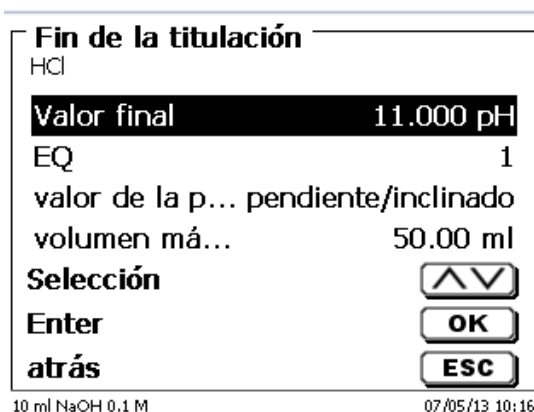 Fin de la titulación
HCl
Valor final 11.000 pH
EQ 1
valor de la p... pendiente/inclinado
volumen má... 50.00 ml
Selección
Enter OK
atrás ESC
10 ml NaOH 0.1 M 07/05/13 10:16